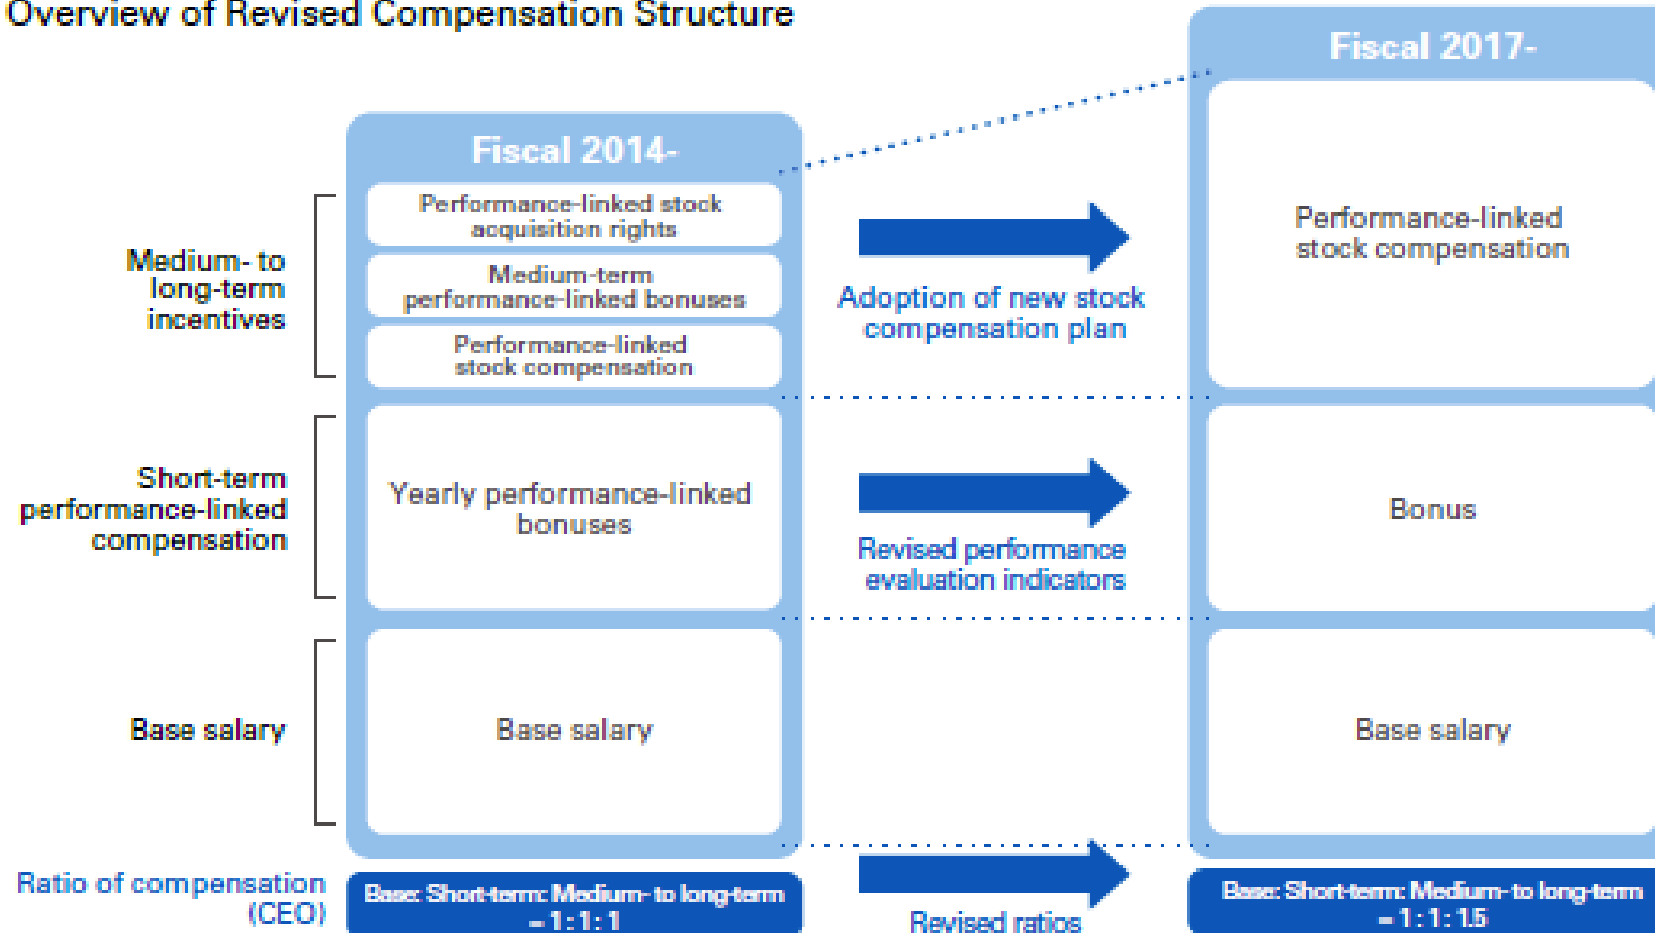 Overview of Revised Compensation Structure
Fiscal 2017-
Fiscal 2014-
Medium- to
long-term
incentives
Performance-linked stock
acquisition rights
Medium-term
performance-linked bonuses
Performance-linked
stock compensation
Adoption of new stock
compensation plan
Performance-linked
stock compensation
Short-term
performance-linked
compensation
Yearly performance-linked
bonuses
Revised performance
evaluation indicators
Bonus
Base salary
Base salary
Base salary
Ratio of compensation
(CEO)
Base: Short-term: Medium- to long-term
= 1 : 1 : 1
Revised ratios
Base: Short-term: Medium- to long-term
= 1 : 1 : 1.5